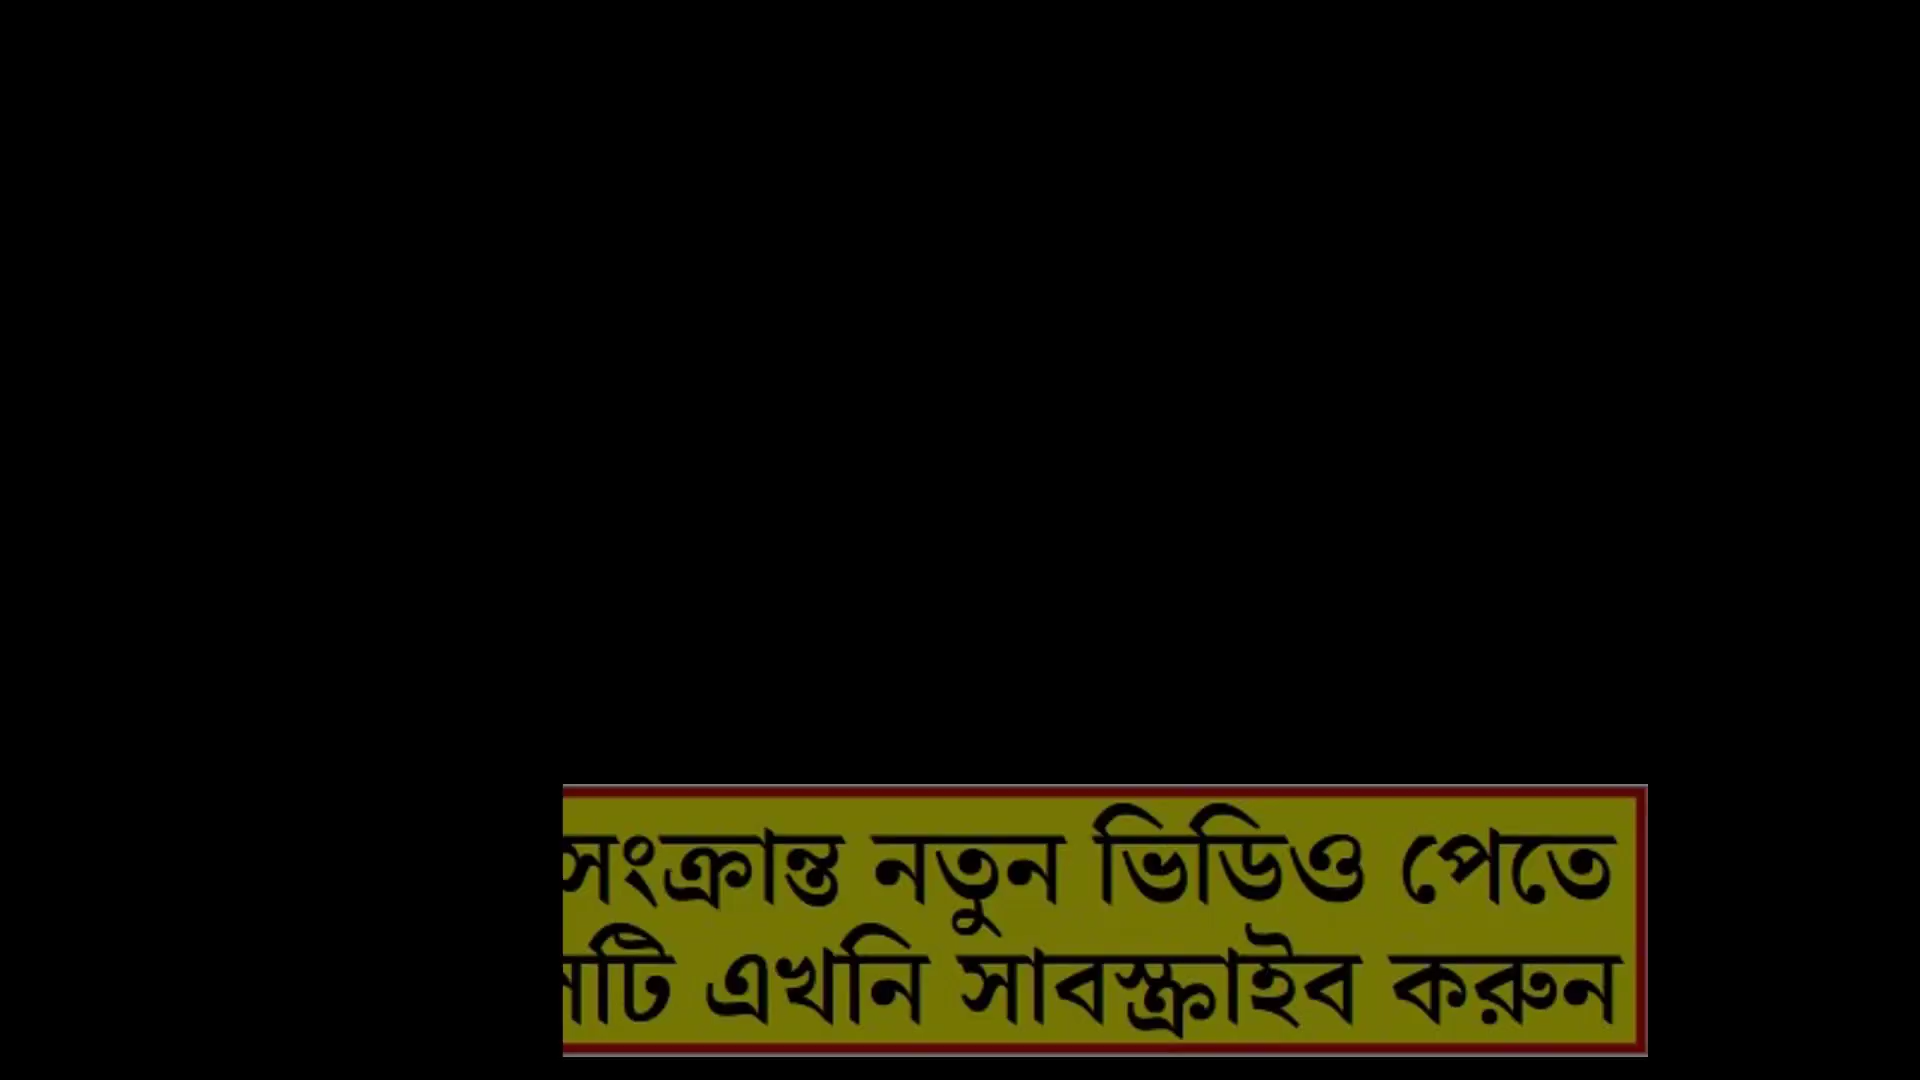 সংক্রান্ত নতুন ভিডিও পেতে
এখনি সাবস্ক্রাইব করুন